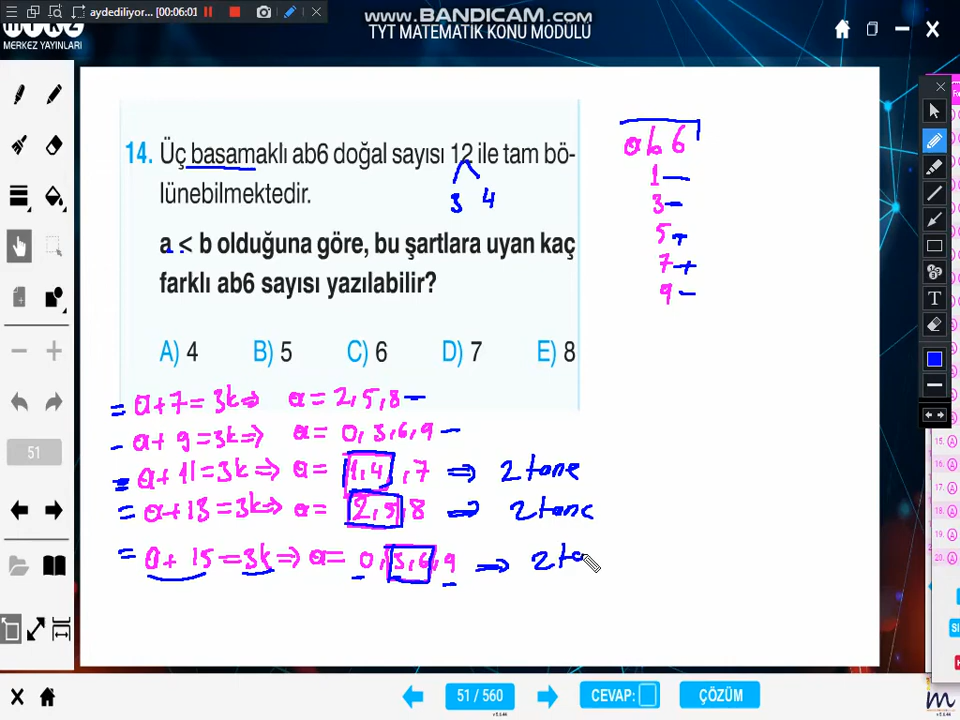 aydediliyor... [00:06:01]
www.BANDICAM.com
MERKEZ YAYINLARI
TYT MATEMATİK KONU MODULÜ
14. Üç basamaklı ab6 doğal sayısı 12 ile tam bö-
lünebilmektedir.
3 4
a < b olduğuna göre, bu şartlara uyan kaç
farklı ab6 sayısı yazılabilir?
A) 4 B) 5 C) 6 D) 7 E) 8
ab6
1 -
3 -
5 +
7 +
9 -
= a+7=3k⇒ a= 2,5,8 -
- a+9=3k⇒ a= 0,3,6,9 -
= a+11=3k⇒ a= 1,4,7 ⇒ 2 tane
= a+13=3k⇒ a= 2,5,8 ⇒ 2 tane
= a+15=3k⇒ a= 0,3,6,9 ⇒ 2 ta
51
51 / 560
CEVAP:
ÇÖZÜM